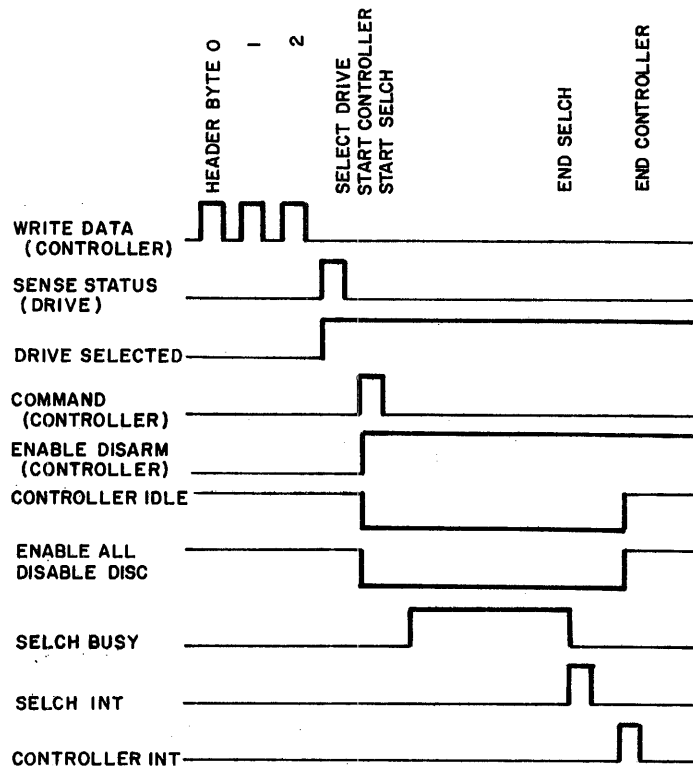 HEADER BYTE 0
1
2
SELECT DRIVE
START CONTROLLER
START SELCH
END SELCH
END CONTROLLER
WRITE DATA
(CONTROLLER)
SENSE STATUS
(DRIVE)
DRIVE SELECTED
COMMAND
(CONTROLLER)
ENABLE DISARM
(CONTROLLER)
CONTROLLER IDLE
ENABLE ALL
DISABLE DISC
SELCH BUSY
SELCH INT
CONTROLLER INT